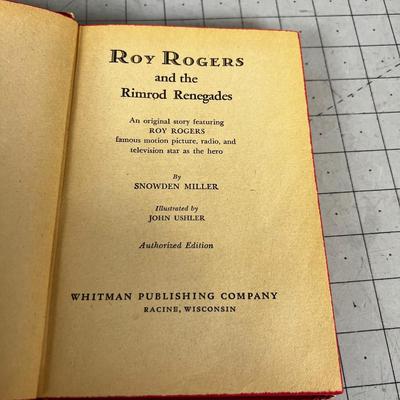 ROY ROGERS
and the
Rimrod Renegades
An original story featuring
ROY ROGERS
famous motion picture, radio, and
television star as the hero
By
SNOWDEN MILLER
Illustrated by
JOHN USHLER
Authorized Edition
WHITMAN PUBLISHING COMPANY
RACINE, WISCONSIN